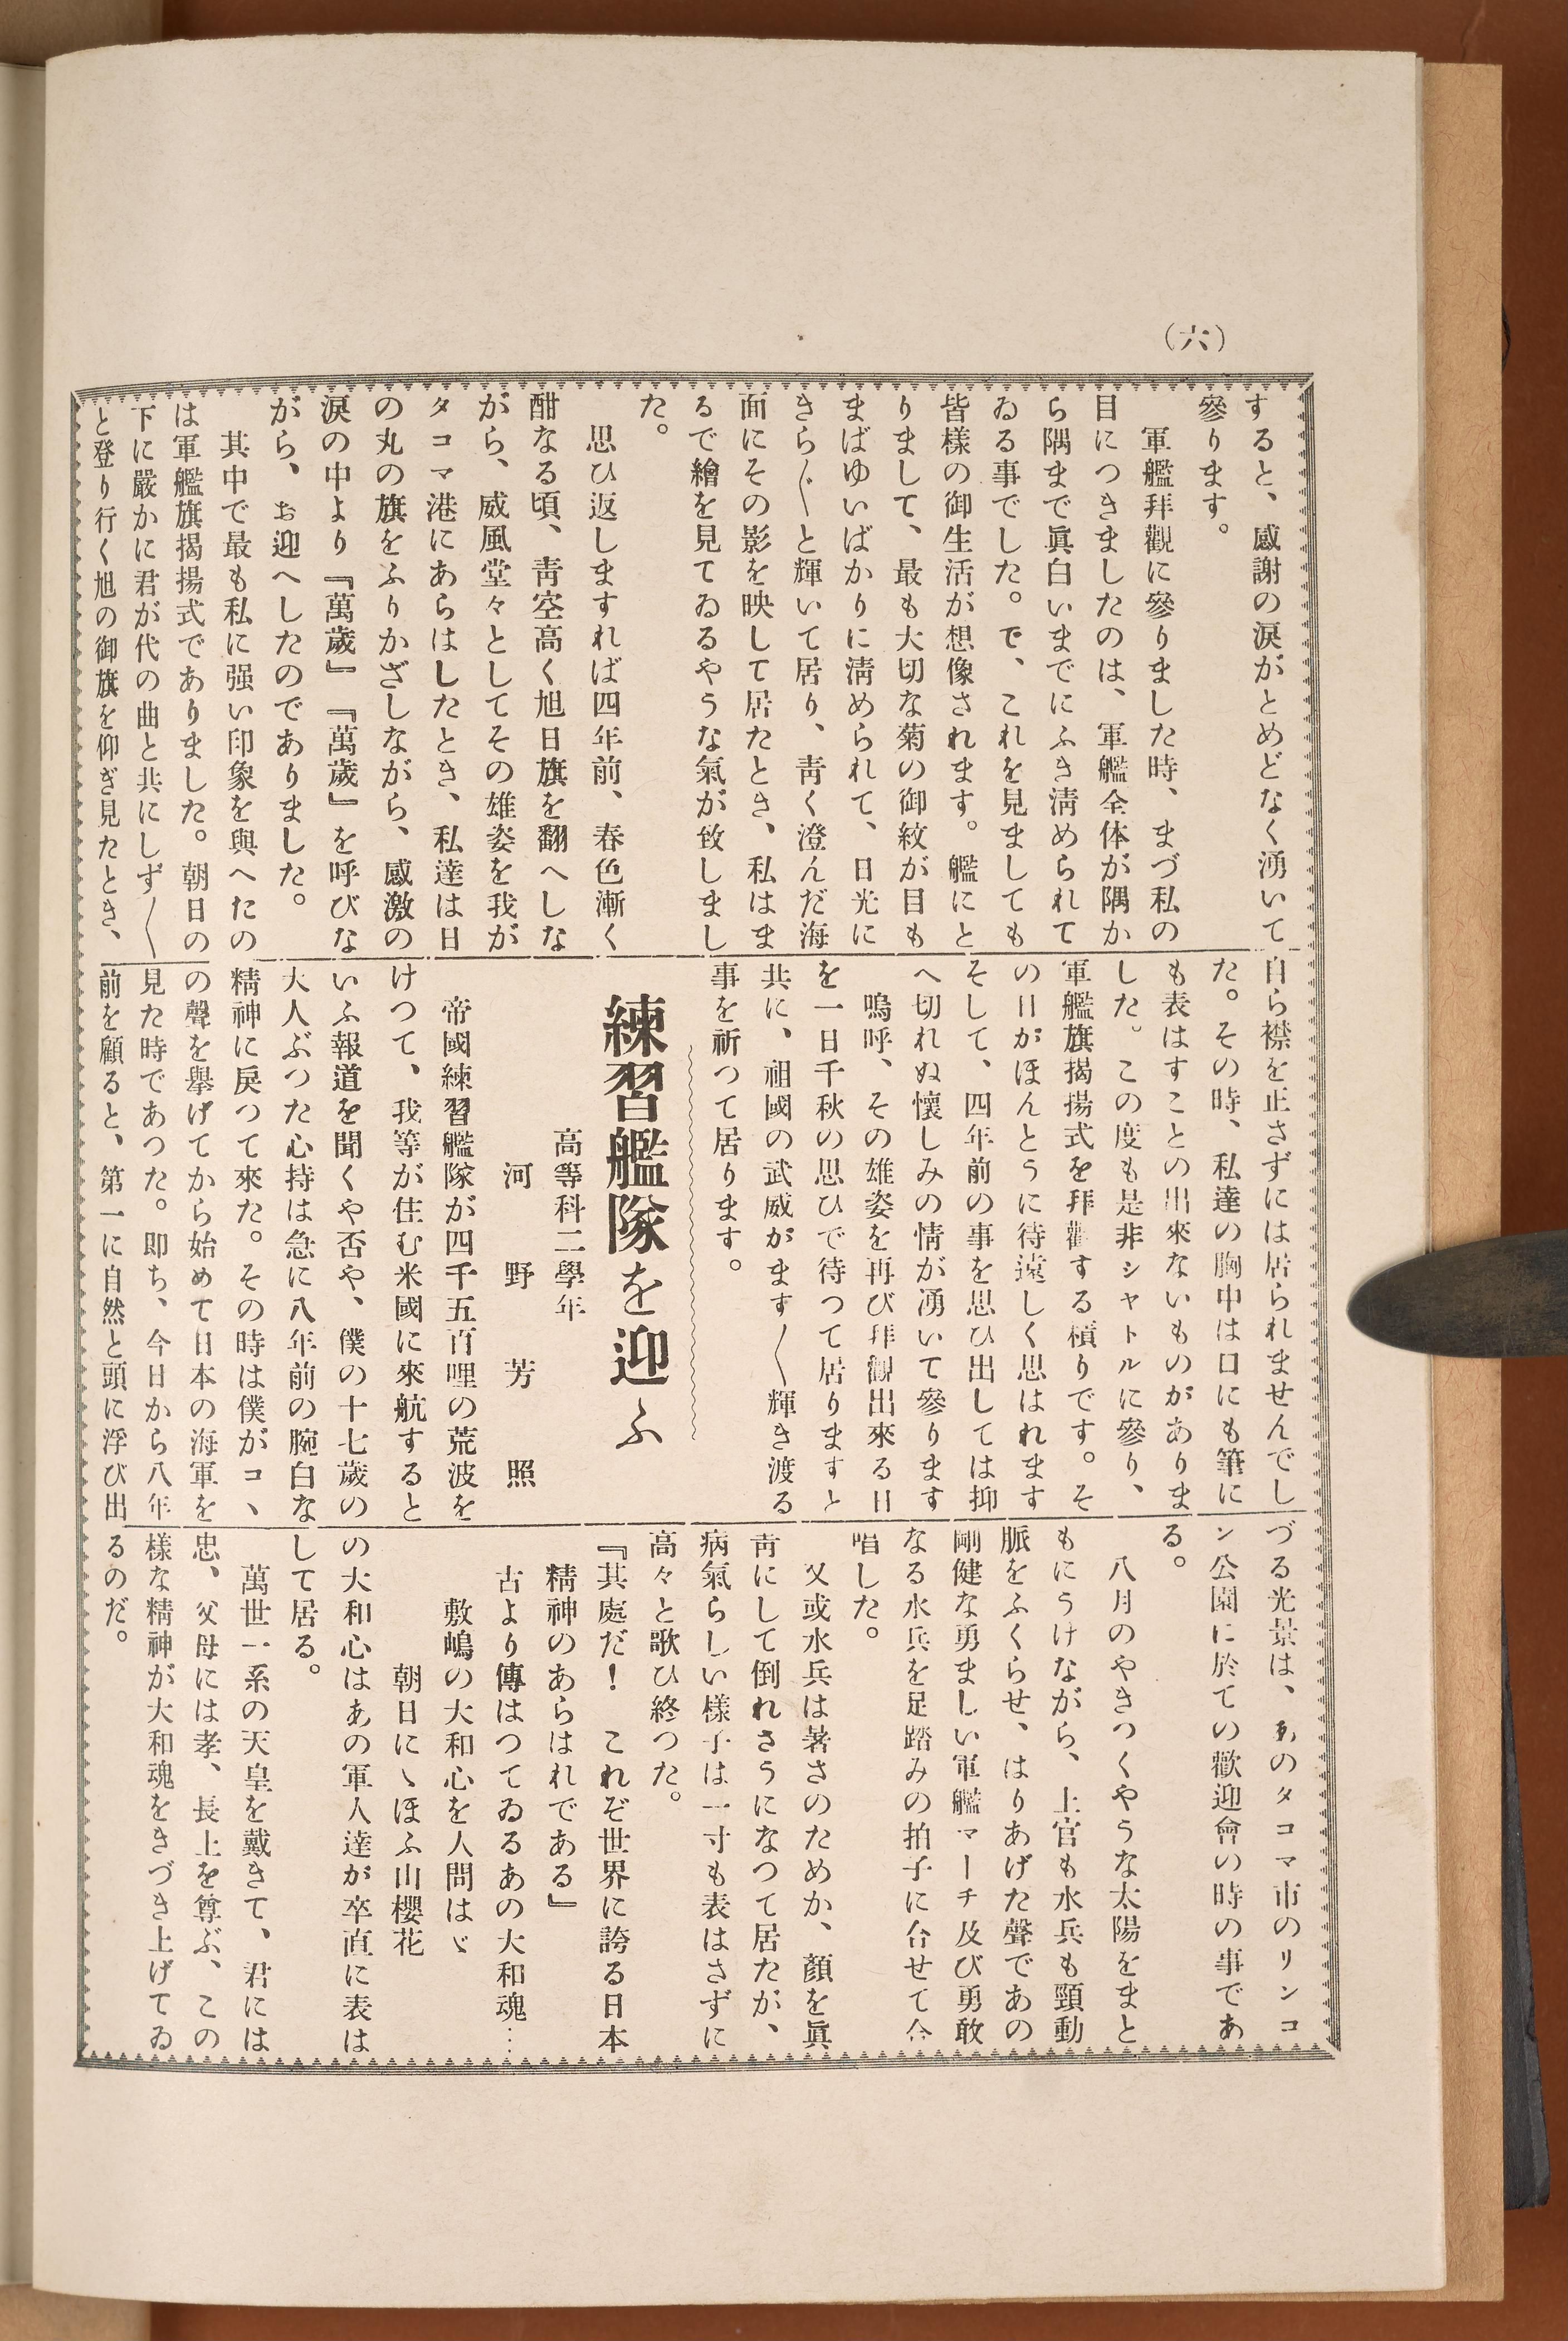 （六）
すると、感謝の涙がとめどなく湧いて
參ります。
軍艦拜觀に參りました時、まづ私の
目につきましたのは、軍艦全体が隅か
ら隅まで眞白いまでにふき淸められて
ゐる事でした。で、これを見ましても
皆樣の御生活が想像されます。艦にと
りまして、最も大切な菊の御紋が目も
まばゆいばかりに淸められて、日光に
きら〳〵と輝いて居り、靑く澄んだ海
面にその影を映して居たとき、私はま
るで繪を見てゐるやうな氣が致しまし
た。
思ひ返しますれば四年前、春色漸く
酣なる頃、靑空高く旭日旗を翻へしな
がら、威風堂々としてその雄姿を我が
タコマ港にあらはしたとき、私達は日
の丸の旗をふりかざしながら、感激の
涙の中より『萬歲』『萬歲』を呼びな
がら、お迎へしたのでありました。
其中で最も私に强い印象を與へたの
は軍艦旗揭揚式でありました。朝日の
下に嚴かに君が代の曲と共にしず〳〵
と登り行く旭の御旗を仰ぎ見たとき、
自ら襟を正さずには居られませんでし
た。その時、私達の胸中は口にも筆に
も表はすことの出來ないものがありま
した。この度も是非シャトルに參り、
軍艦旗揭揚式を拜觀する積りです。そ
の日がほんとうに待遠しく思はれます
そして、四年前の事を思ひ出しては抑
へ切れぬ懷しみの情が湧いて參ります
嗚呼、その雄姿を再び拜觀出來る日
を一日千秋の思ひで待つて居りますと
共に、祖國の武威がます〳〵輝き渡る
事を祈つて居ります。
練習艦隊を迎ふ
高等科二學年
河野芳照
帝國練習艦隊が四千五百哩の荒波を
けつて、我等が住む米國に來航すると
いふ報道を聞くや否や、僕の十七歲の
大人ぶつた心持は急に八年前の腕白な
精神に戾つて來た。その時は僕がコヽ
の聲を擧げてから始めて日本の海軍を
見た時であつた。即ち、今日から八年
前を顧ると、第一に自然と頭に浮び出
づる光景は、あのタコマ市のリンコ
ン公園に於ての歡迎會の時の事であ
る。
八月のやきつくやうな太陽をまと
もにうけながら、上官も水兵も頸動
脈をふくらせ、はりあげた聲であの
剛健な勇ましい軍艦マーチ及び勇敢
なる水兵を足踏みの拍子に合せて合
唱した。
又或水兵は暑さのためか、顏を眞
靑にして倒れさうになつて居たが、
病氣らしい樣子は一寸も表はさずに
高々と歌ひ終つた。
『其處だ！　これぞ世界に誇る日本
精神のあらはれである』
古より傳はつてゐるあの大和魂…
敷嶋の大和心を人問はゞ
朝日にヽほふ山櫻花
の大和心はあの軍人達が卒直に表は
して居る。
萬世一系の天皇を戴きて、君には
忠、父母には孝、長上を尊ぶ、この
樣な精神が大和魂をきづき上げてゐ
るのだ。